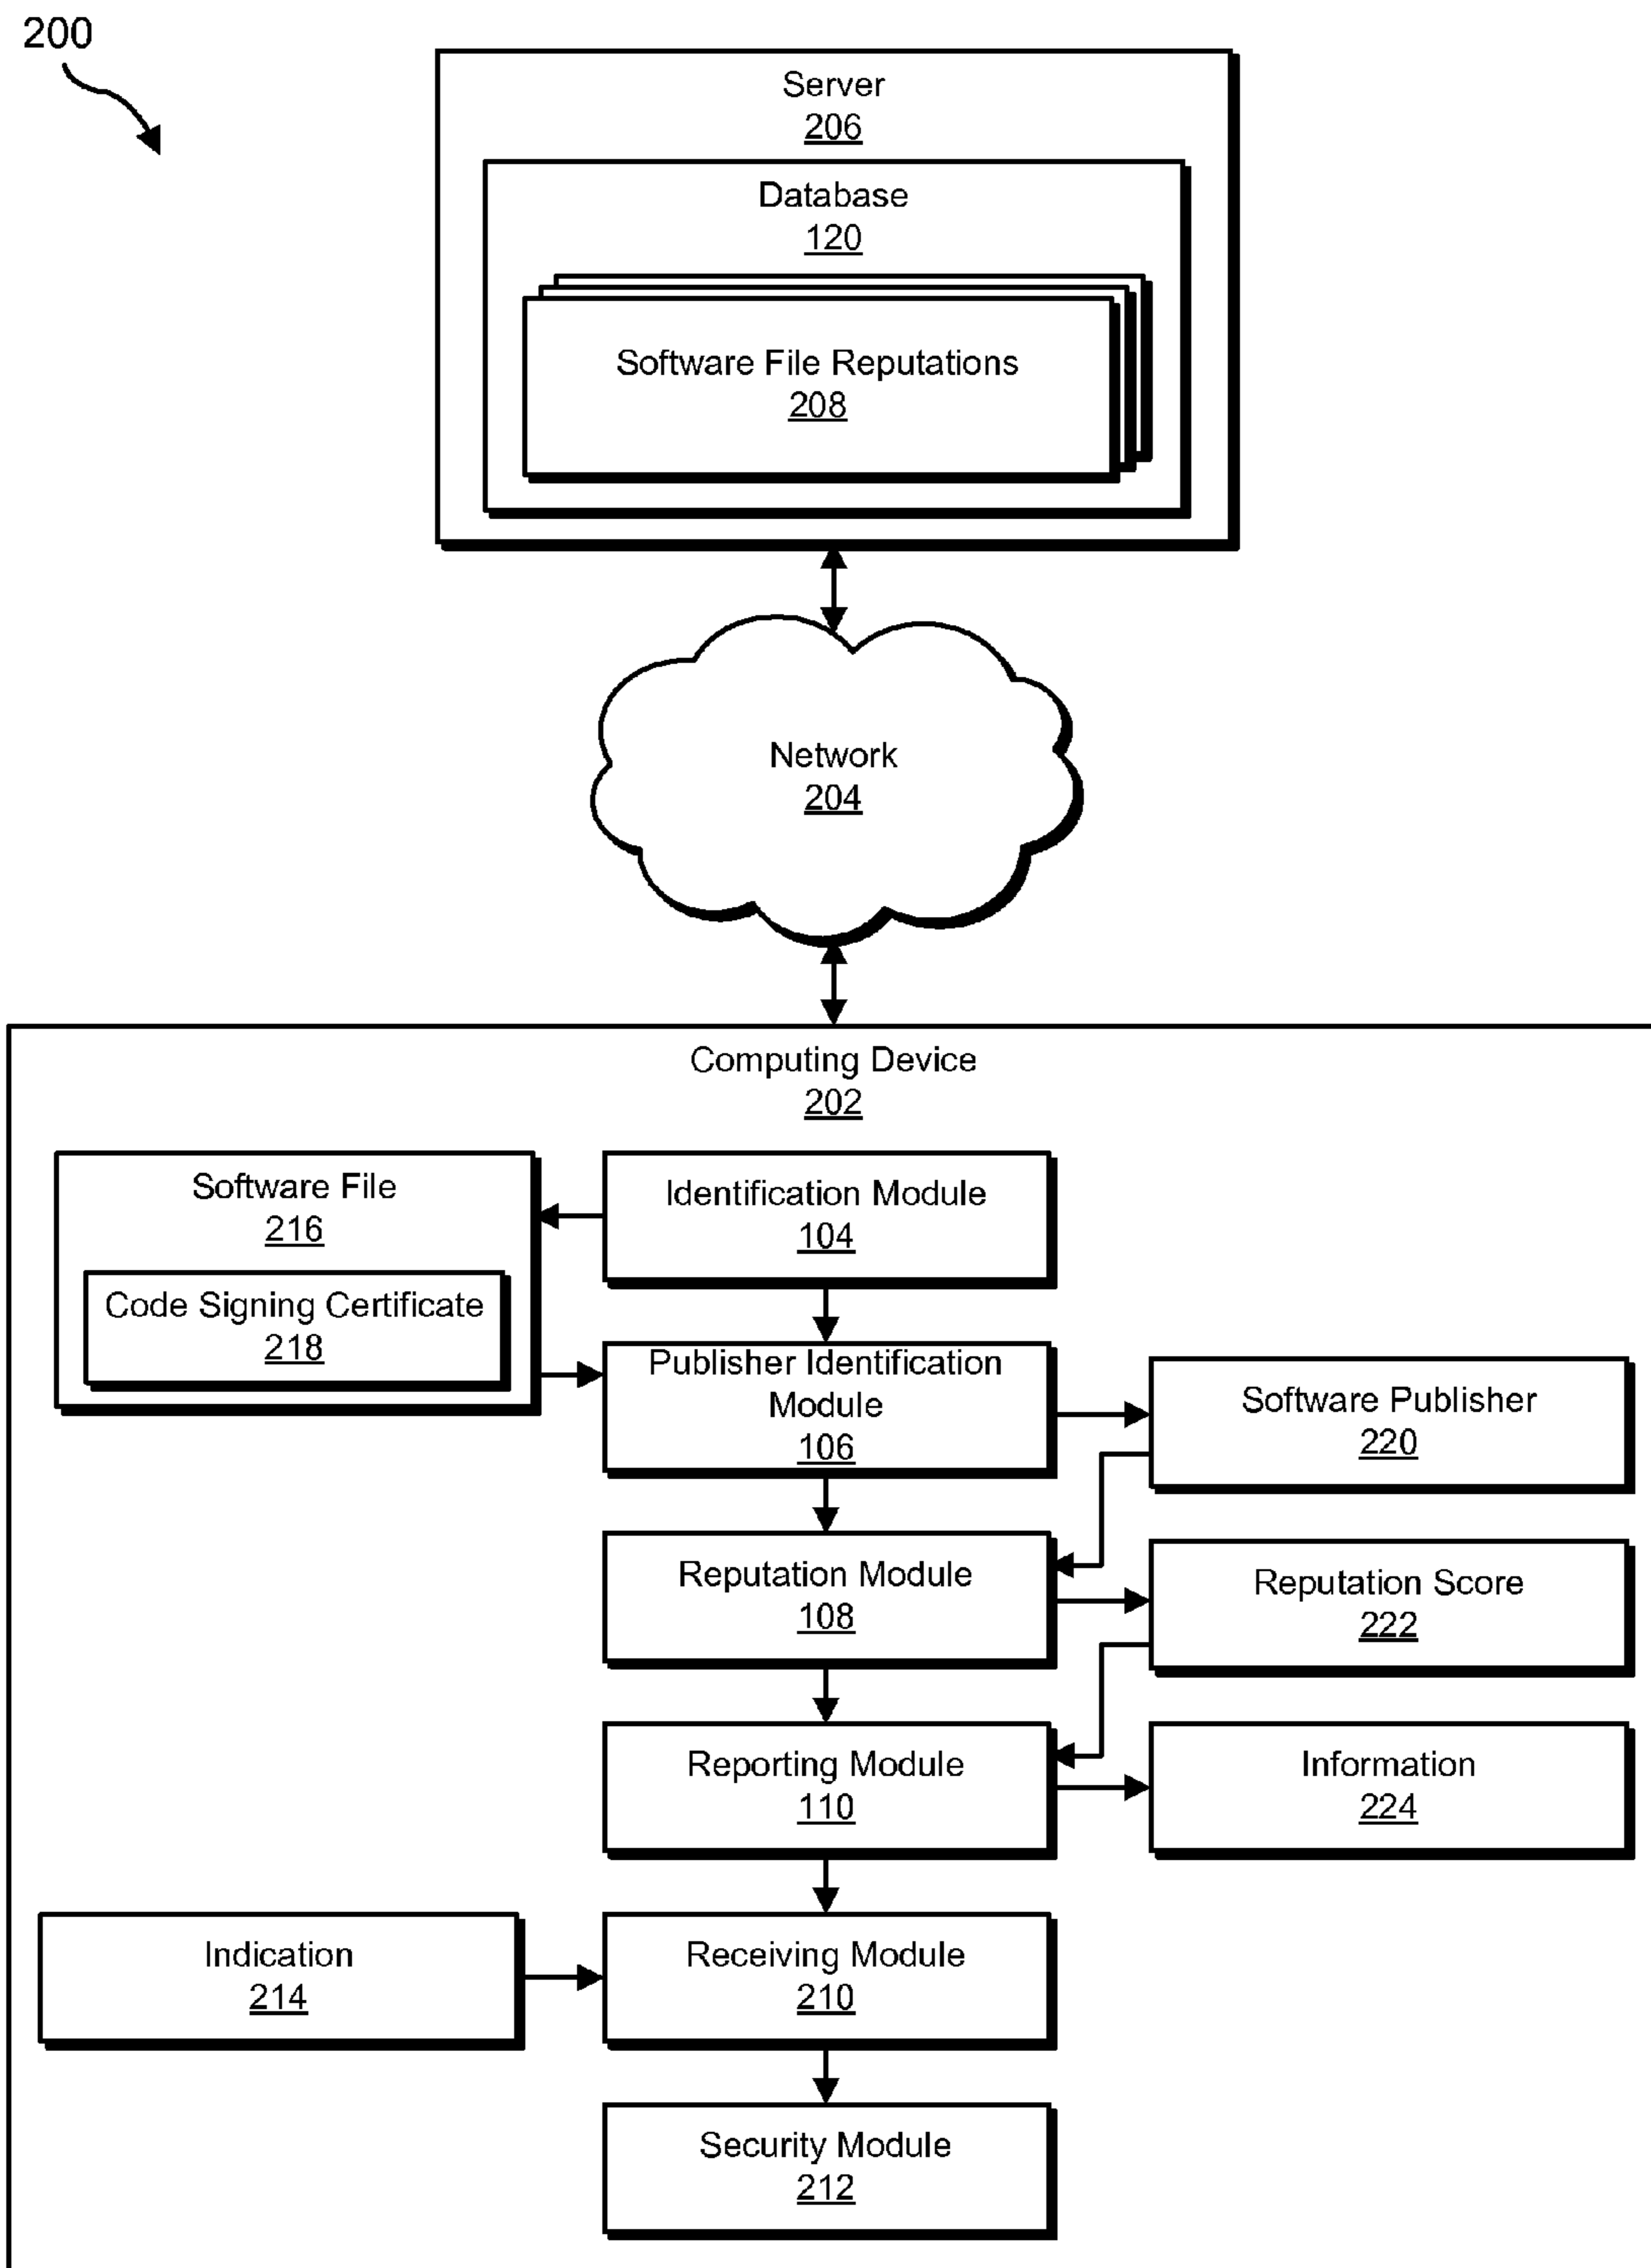 200
Server
206
Database
120
Software File Reputations
208
Network
204
Computing Device
202
Software File
216
Code Signing Certificate
218
Identification Module
104
Publisher Identification
Module
106
Software Publisher
220
Reputation Module
108
Reputation Score
222
Reporting Module
110
Information
224
Indication
214
Receiving Module
210
Security Module
212